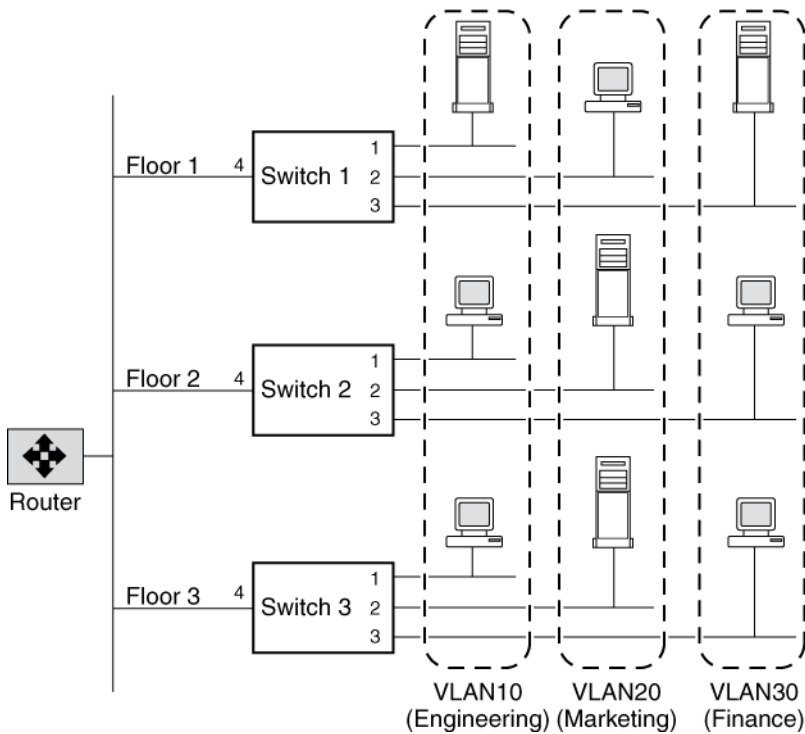 Floor 1
4
Switch 1
1
2
3
Floor 2
4
Switch 2
1
2
3
Router
Floor 3
4
Switch 3
1
2
3
VLAN10
(Engineering)
VLAN20
(Marketing)
VLAN30
(Finance)